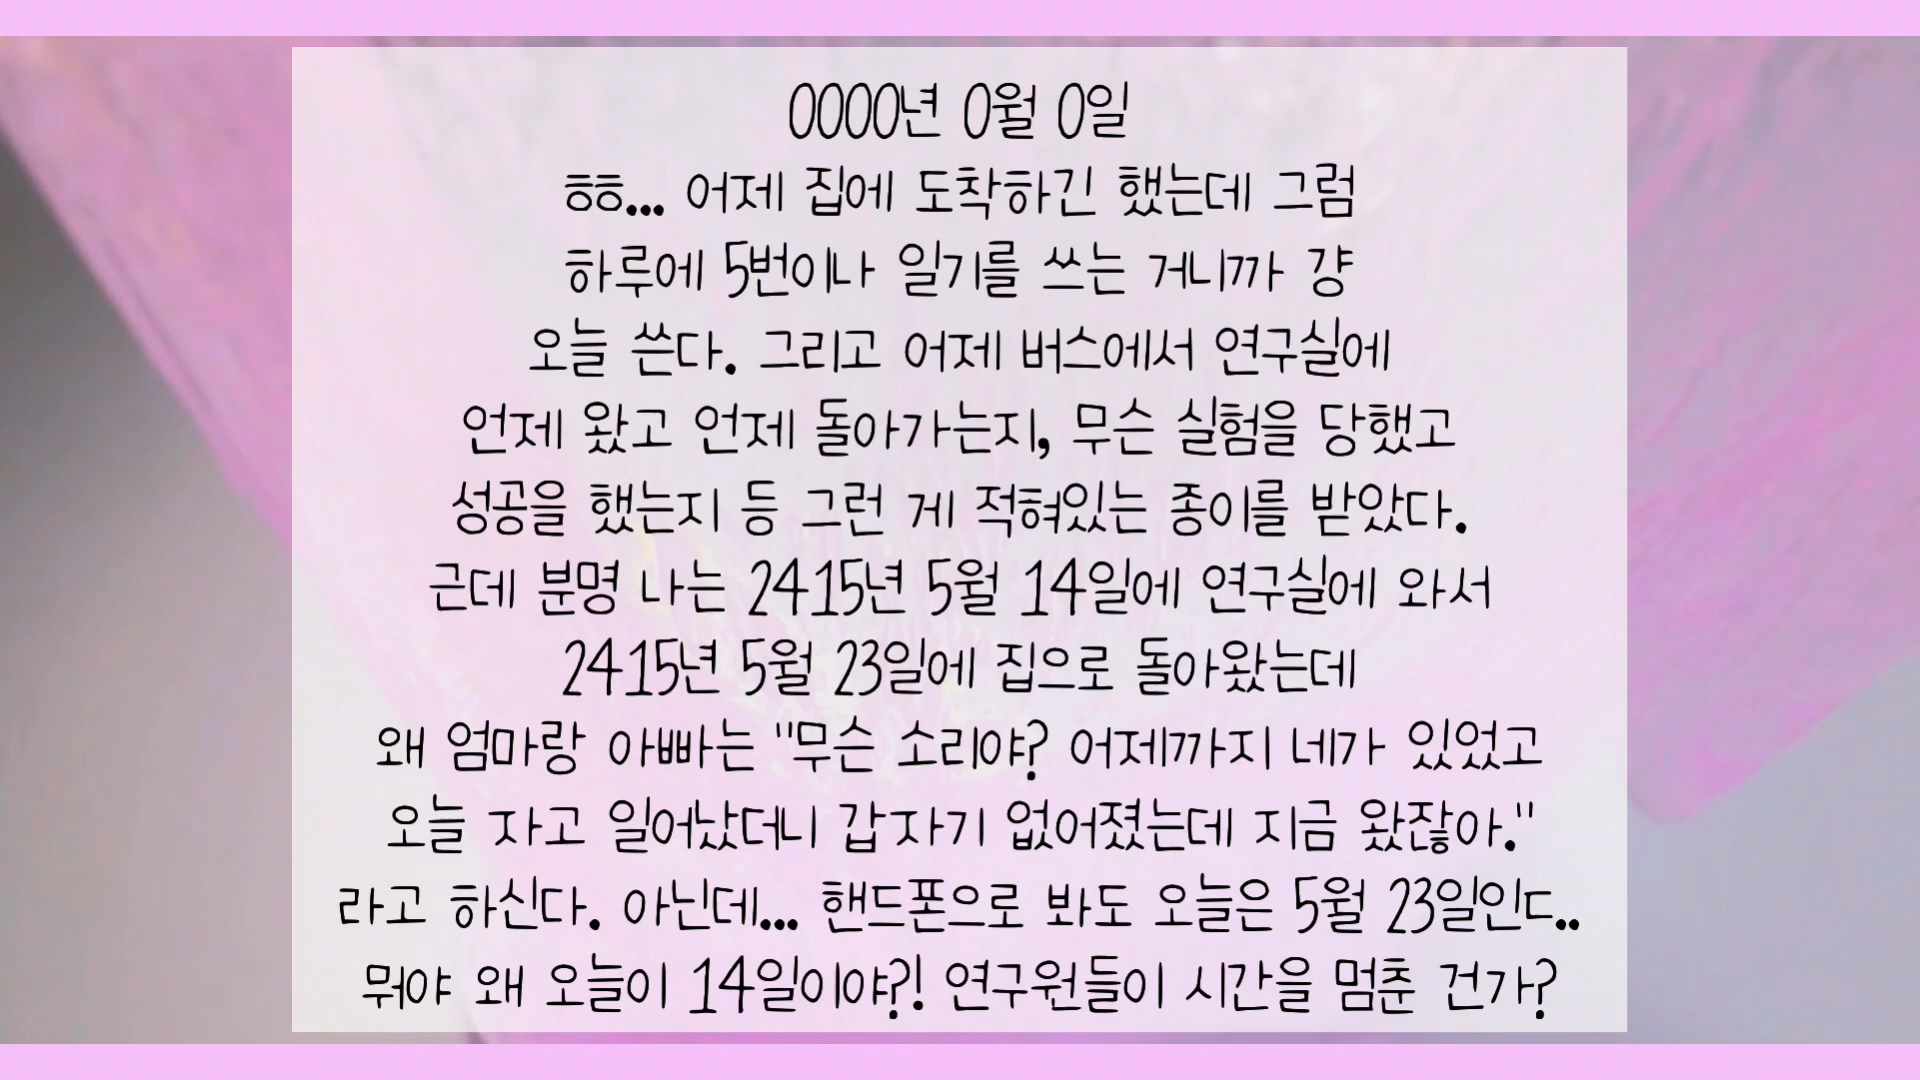 0000년 0월 0일
ㅎㅎ... 어제 집에 도착하긴 했는데 그럼
하루에 5번이나 일기를 쓰는 거니까 걍
오늘 쓴다. 그리고 어제 버스에서 연구실에
언제 왔고 언제 돌아가는지, 무슨 실험을 당했고
성공을 했는지 등 그런 게 적혀있는 종이를 받았다.
근데 분명 나는 2415년 5월 14일에 연구실에 와서
2415년 5월 23일에 집으로 돌아왔는데
왜 엄마랑 아빠는 "무슨 소리야? 어제까지 네가 있었고
오늘 자고 일어났더니 갑자기 없어졌는데 지금 왔잖아."
라고 하신다. 아닌데... 핸드폰으로 봐도 오늘은 5월 23일인ㄷ..
뭐야 왜 오늘이 14일이야?! 연구원들이 시간을 멈춘 건가?